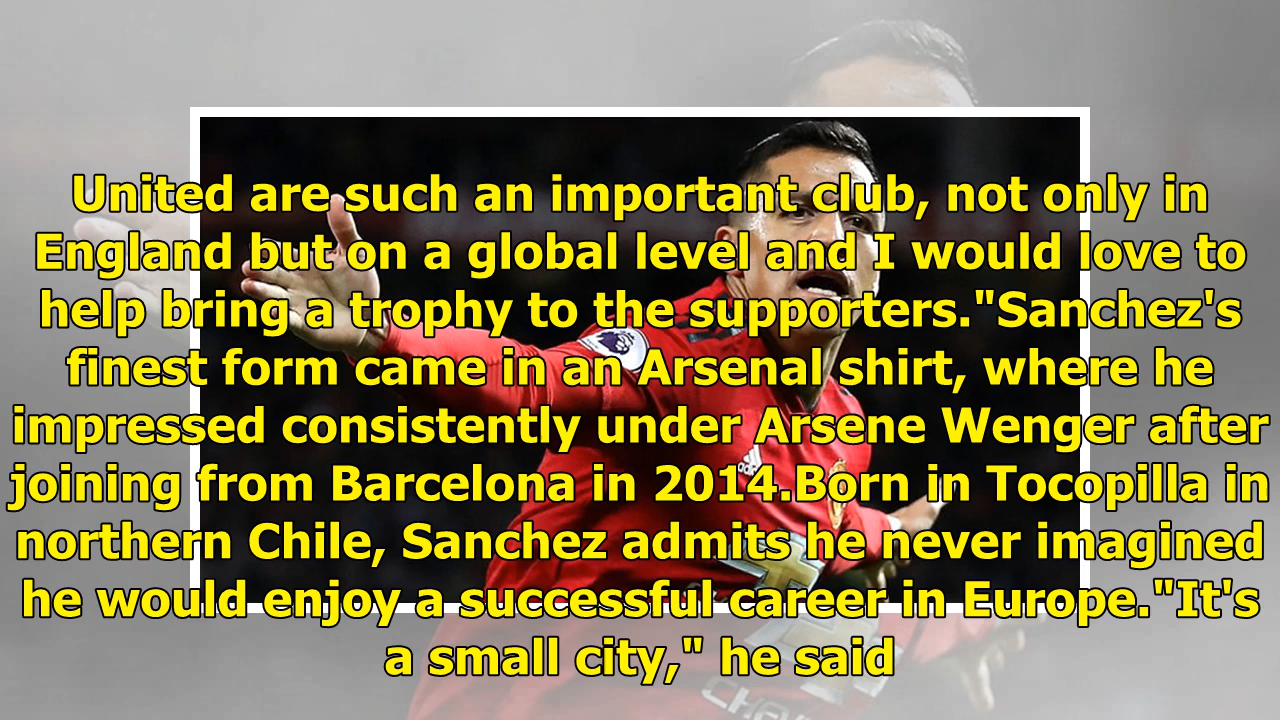 United are such an important club, not only in
England but on a global level and I would love to
help bring a trophy to the supporters."Sanchez's
finest form came in an Arsenal shirt, where he
impressed consistently under Arsene Wenger after
joining from Barcelona in 2014.Born in Tocopilla in
northern Chile, Sanchez admits he never imagined
he would enjoy a successful career in Europe."It's
a small city," he said
adidas